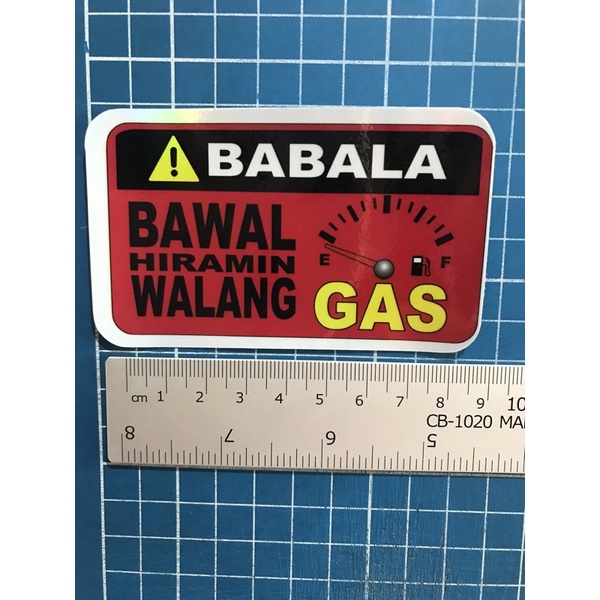 BABALA
BAWAL
HIRAMIN
WALANG
E F
GAS
cm 1 2 3 4 5 6 7 8 9 10
CB-1020 MA
8 7 6 5